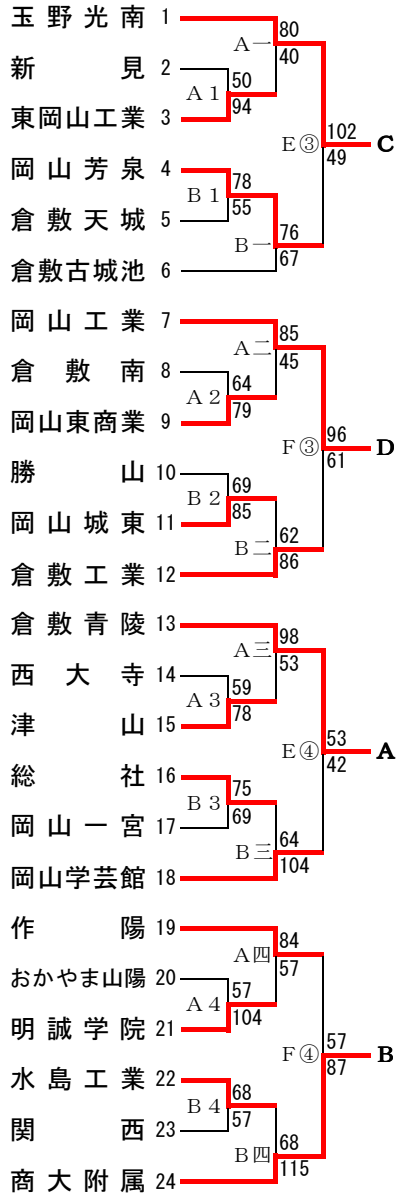 玉野光南 1
80
A一
40
新見 2
50
A1
94
東岡山工業 3
102
E③ C
49
岡山芳泉 4
78
B1
55
倉敷天城 5
76
B一
67
倉敷古城池 6
岡山工業 7
85
A二
45
倉敷南 8
64
A2
79
岡山東商業 9
96
F③ D
61
勝山 10
69
B2
85
岡山城東 11
62
B二
86
倉敷工業 12
倉敷青陵 13
98
A三
53
西大寺 14
59
A3
78
津山 15
53
E④ A
42
総社 16
75
B3
69
岡山一宮 17
64
B三
104
岡山学芸館 18
作陽 19
84
A四
57
おかやま山陽 20
57
A4
104
明誠学院 21
57
F④ B
87
水島工業 22
68
B4
57
関西 23
68
B四
115
商大附属 24